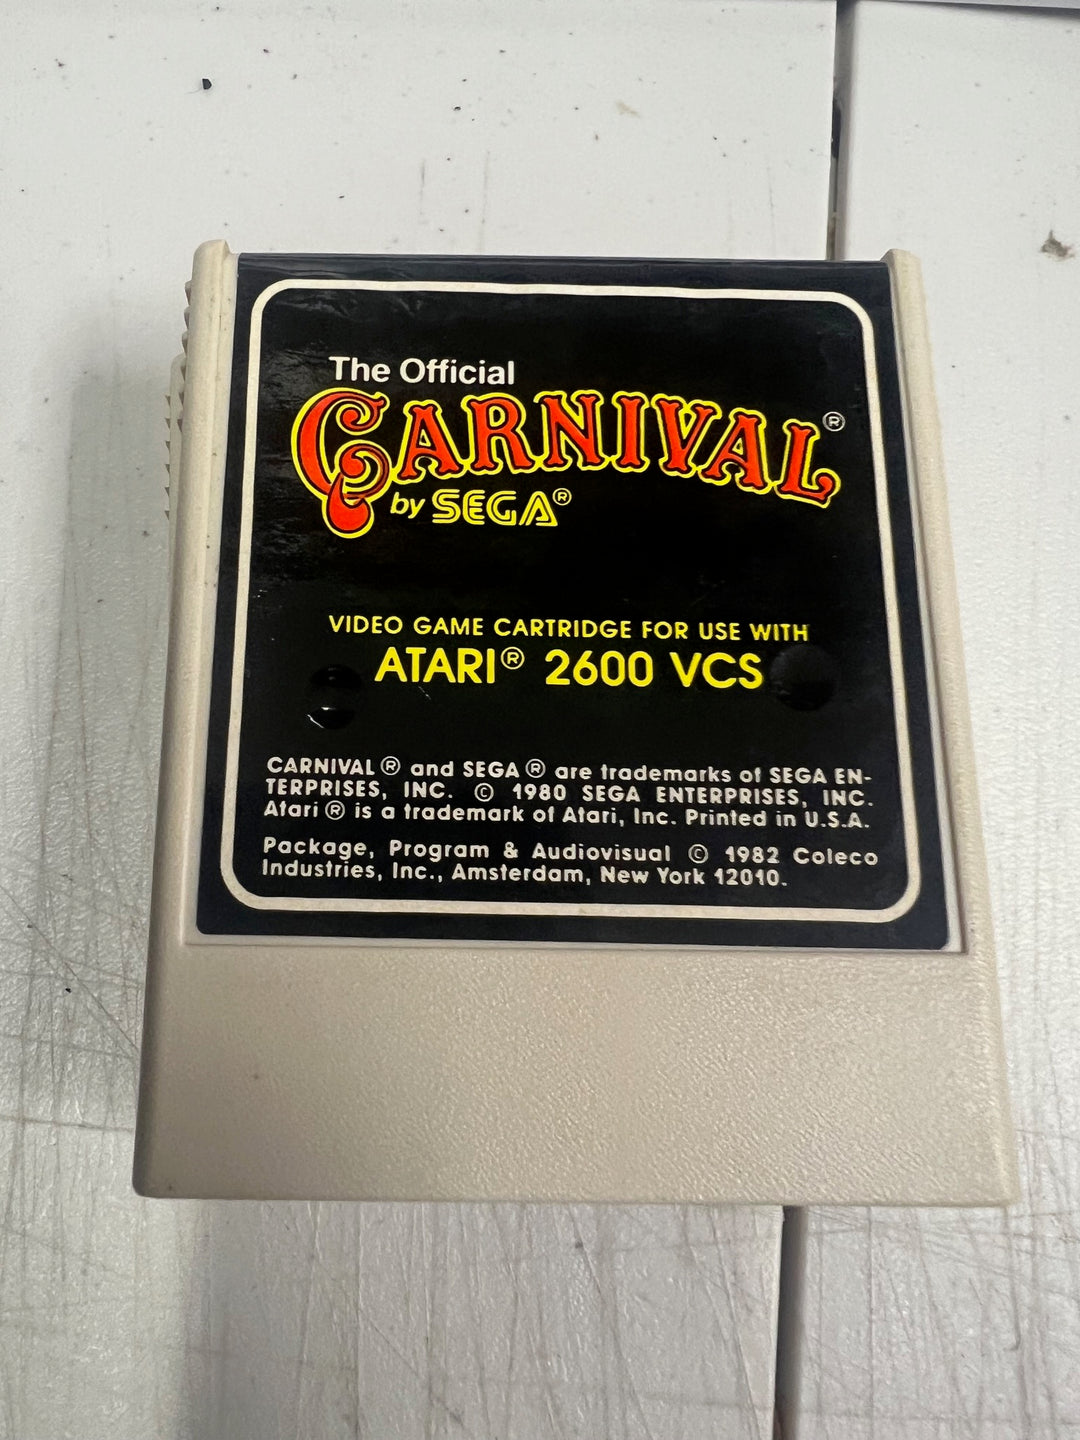 The Official
CARNIVAL®
by SEGA®
VIDEO GAME CARTRIDGE FOR USE WITH
ATARI® 2600 VCS
CARNIVAL® and SEGA® are trademarks of SEGA EN-
TERPRISES, INC. © 1980 SEGA ENTERPRISES, INC.
Atari® is a trademark of Atari, Inc. Printed in U.S.A.
Package, Program & Audiovisual © 1982 Coleco
Industries, Inc., Amsterdam, New York 12010.